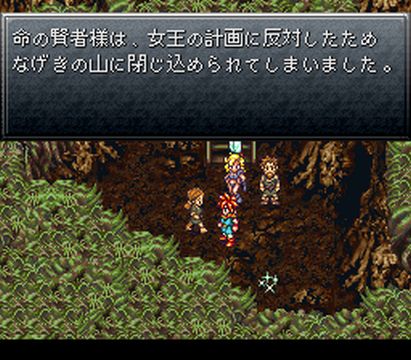 命の賢者様は、女王の計画に反対したため
なげきの山に閉じ込められてしまいました。